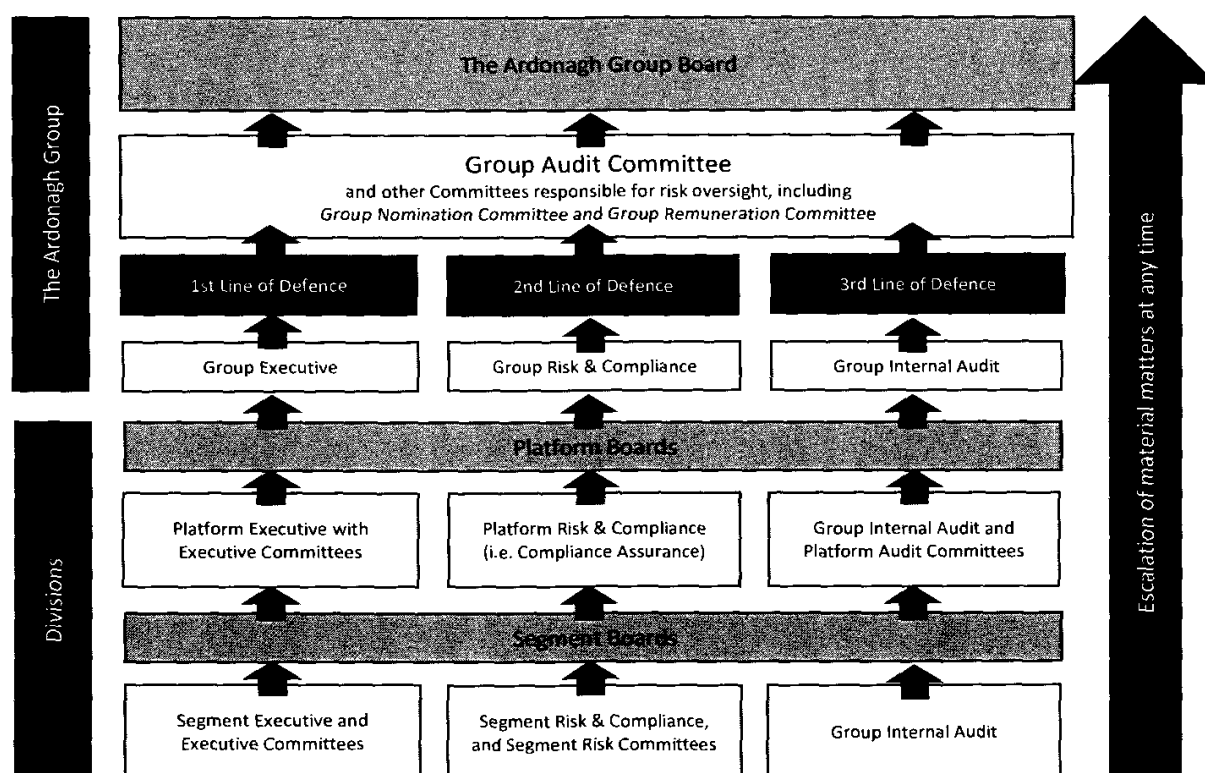 The Ardonagh Group
The Ardonagh Group Board
Group Audit Committee
and other Committees responsible for risk oversight, including
Group Nomination Committee and Group Remuneration Committee
1st Line of Defence
2nd Line of Defence
3rd Line of Defence
Group Executive
Group Risk & Compliance
Group Internal Audit
Divisions
Platform Boards
Platform Executive with
Executive Committees
Platform Risk & Compliance
(i.e. Compliance Assurance)
Group Internal Audit and
Platform Audit Committees
Segment Boards
Segment Executive and
Executive Committees
Segment Risk & Compliance,
and Segment Risk Committees
Group Internal Audit
Escalation of material matters at any time